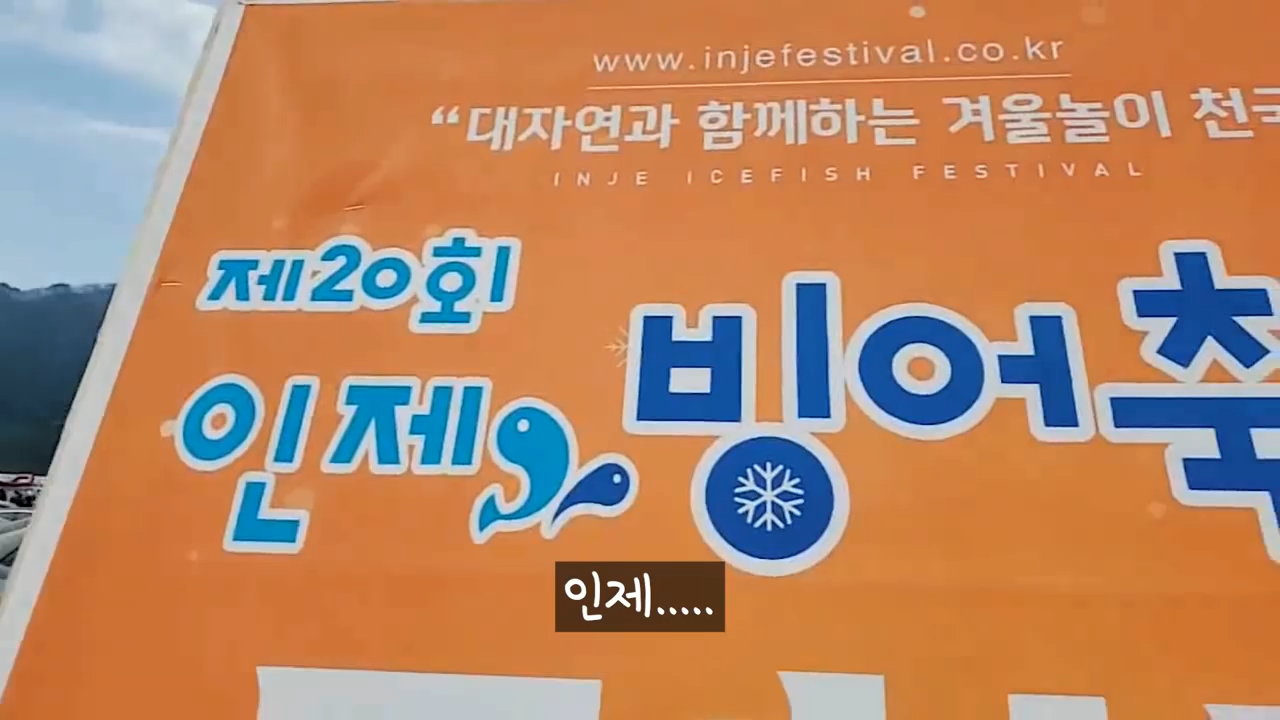 www.injefestival.co.kr
“대자연과 함께하는 겨울놀이
INJE ICEFISH FESTIVAL
제20회
인제 빙어
인제.....